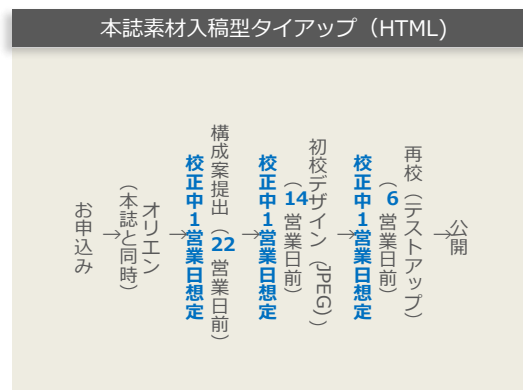 本誌素材入稿型タイアップ（HTML)
お申込み
→
オリエン
（本誌と同時）
→
構成案提出（22営業日前）
校正中1営業日想定
→
初校デザイン（JPEG)）
（14営業日前）
校正中1営業日想定
→
再校（テストアップ）
（6営業日前）
校正中1営業日想定
→
公開